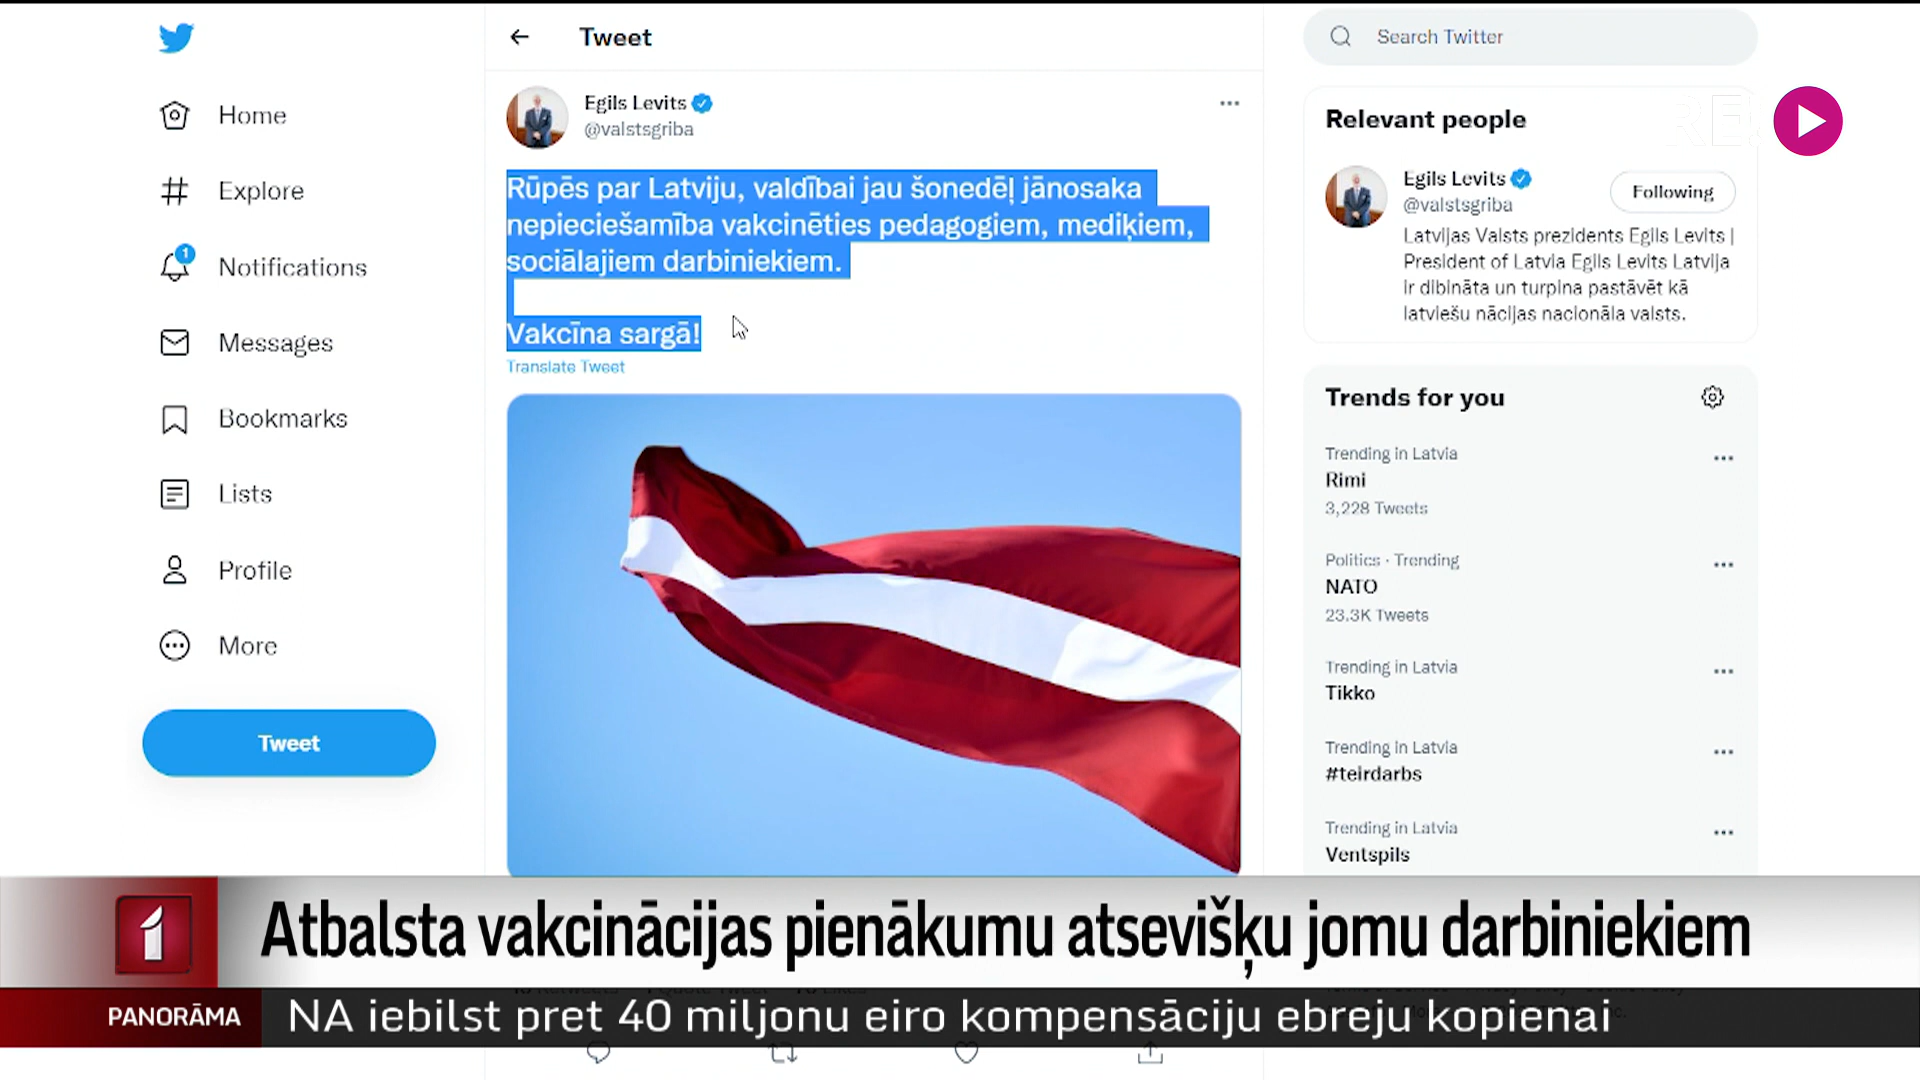 Home
Explore
1
Notifications
Messages
Bookmarks
Lists
Profile
More
Tweet
Tweet
Egils Levits
@valstsgriba
Rūpēs par Latviju, valdībai jau šonedēļ jānosaka
nepieciešamība vakcinēties pedagogiem, mediķiem,
sociālajiem darbiniekiem.
Vakcīna sargā!
Translate Tweet
Search Twitter
Relevant people
RE
Egils Levits
@valstsgriba
Following
Latvijas Valsts prezidents Egils Levits |
President of Latvia Egils Levits Latvija
ir dibināta un turpina pastāvēt kā
latviešu nācijas nacionāla valsts.
Trends for you
Trending in Latvia
Rimi
3,228 Tweets
Politics · Trending
NATO
23.3K Tweets
Trending in Latvia
Tikko
Trending in Latvia
#teirdarbs
Trending in Latvia
Ventspils
1
Atbalsta vakcinācijas pienākumu atsevišķu jomu darbiniekiem
PANORĀMA
NA iebilst pret 40 miljonu eiro kompensāciju ebreju kopienai